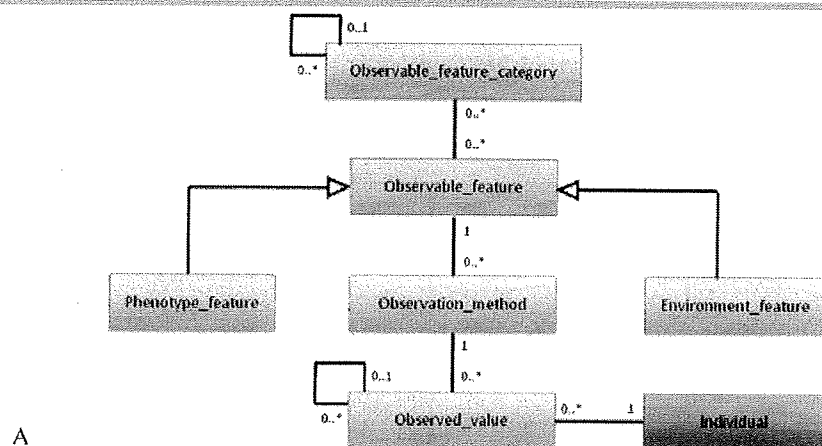 0..1
0..*
Observable_feature_category
0..*
0..*
Observable_feature
1
0..*
Phenotype_feature
Observation_method
Environment_feature
1
0..*
0..1
0..*
Observed_value
0..*
1
Individual
A